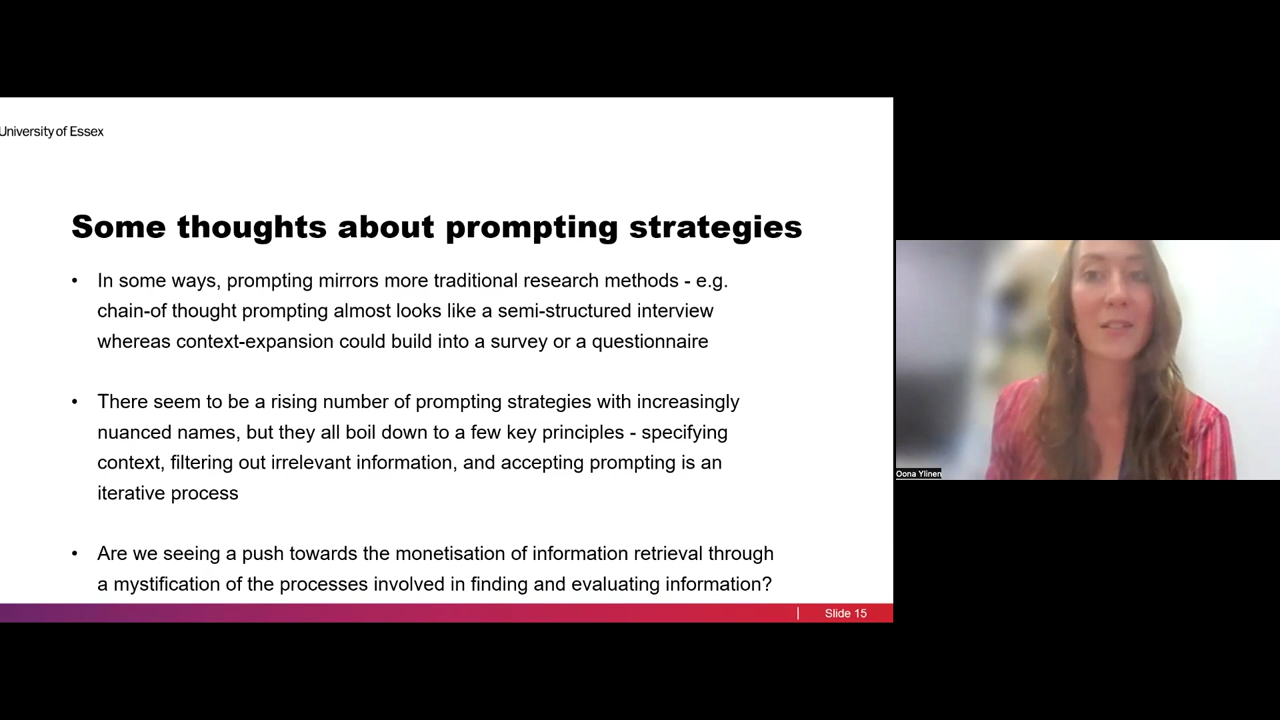 University of Essex
Some thoughts about prompting strategies
• In some ways, prompting mirrors more traditional research methods - e.g.
chain-of thought prompting almost looks like a semi-structured interview
whereas context-expansion could build into a survey or a questionnaire
• There seem to be a rising number of prompting strategies with increasingly
nuanced names, but they all boil down to a few key principles - specifying
context, filtering out irrelevant information, and accepting prompting is an
iterative process
• Are we seeing a push towards the monetisation of information retrieval through
a mystification of the processes involved in finding and evaluating information?
Slide 15
Oona Ylinen